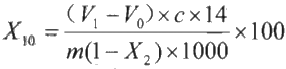 X₁₀ = (V₁−V₀)×c×14 / m(1−X₂)×1000 ×100